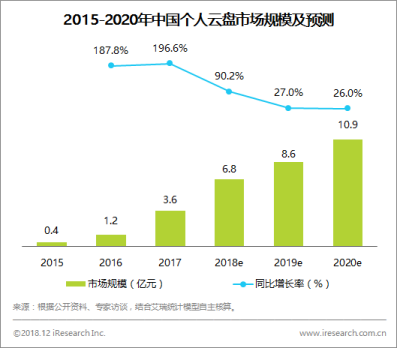 2015-2020年中国个人云盘市场规模及预测
187.8% 196.6% 90.2% 27.0% 26.0%
0.4 1.2 3.6 6.8 8.6 10.9
2015 2016 2017 2018e 2019e 2020e
市场规模（亿元） 同比增长率（%）
来源：根据公开资料、专家访谈，结合艾瑞统计模型自主核算。
©2018.12 iResearch Inc. www.iresearch.com.cn